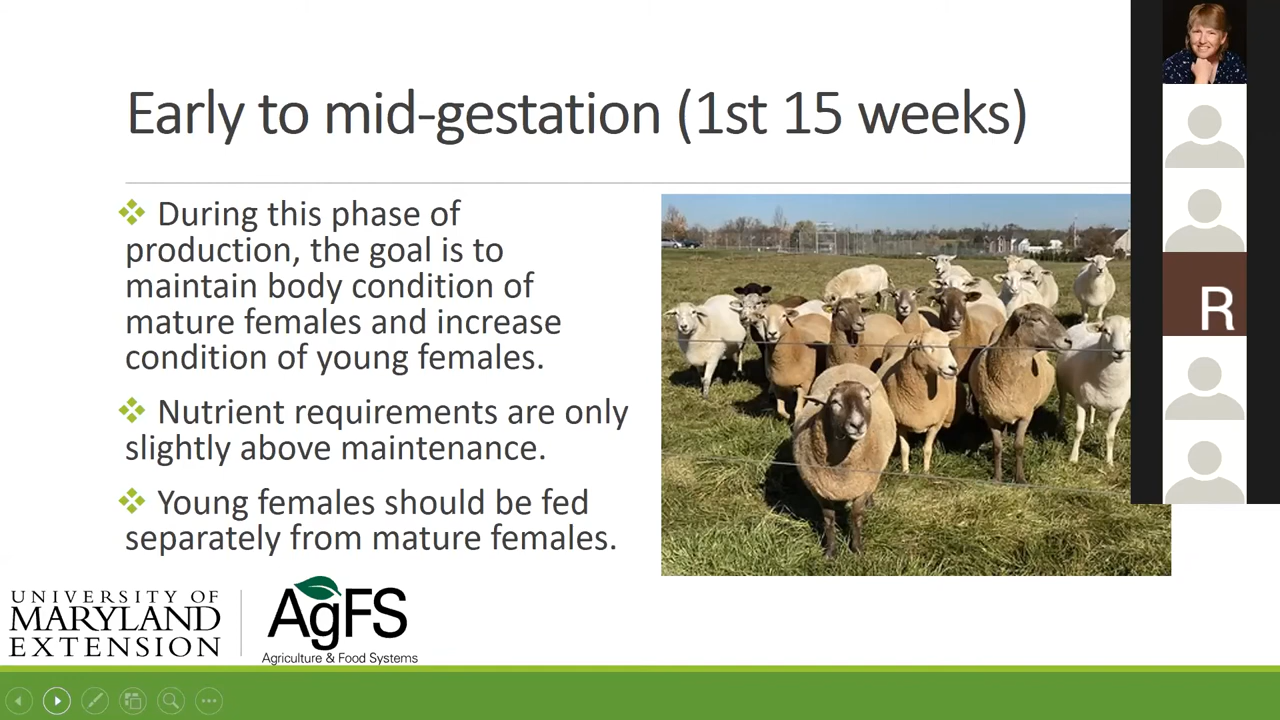 Early to mid-gestation (1st 15 weeks)
During this phase of
production, the goal is to
maintain body condition of
mature females and increase
condition of young females.
Nutrient requirements are only
slightly above maintenance.
Young females should be fed
separately from mature females.
UNIVERSITY OF
MARYLAND
EXTENSION
AgFS
Agriculture & Food Systems
R